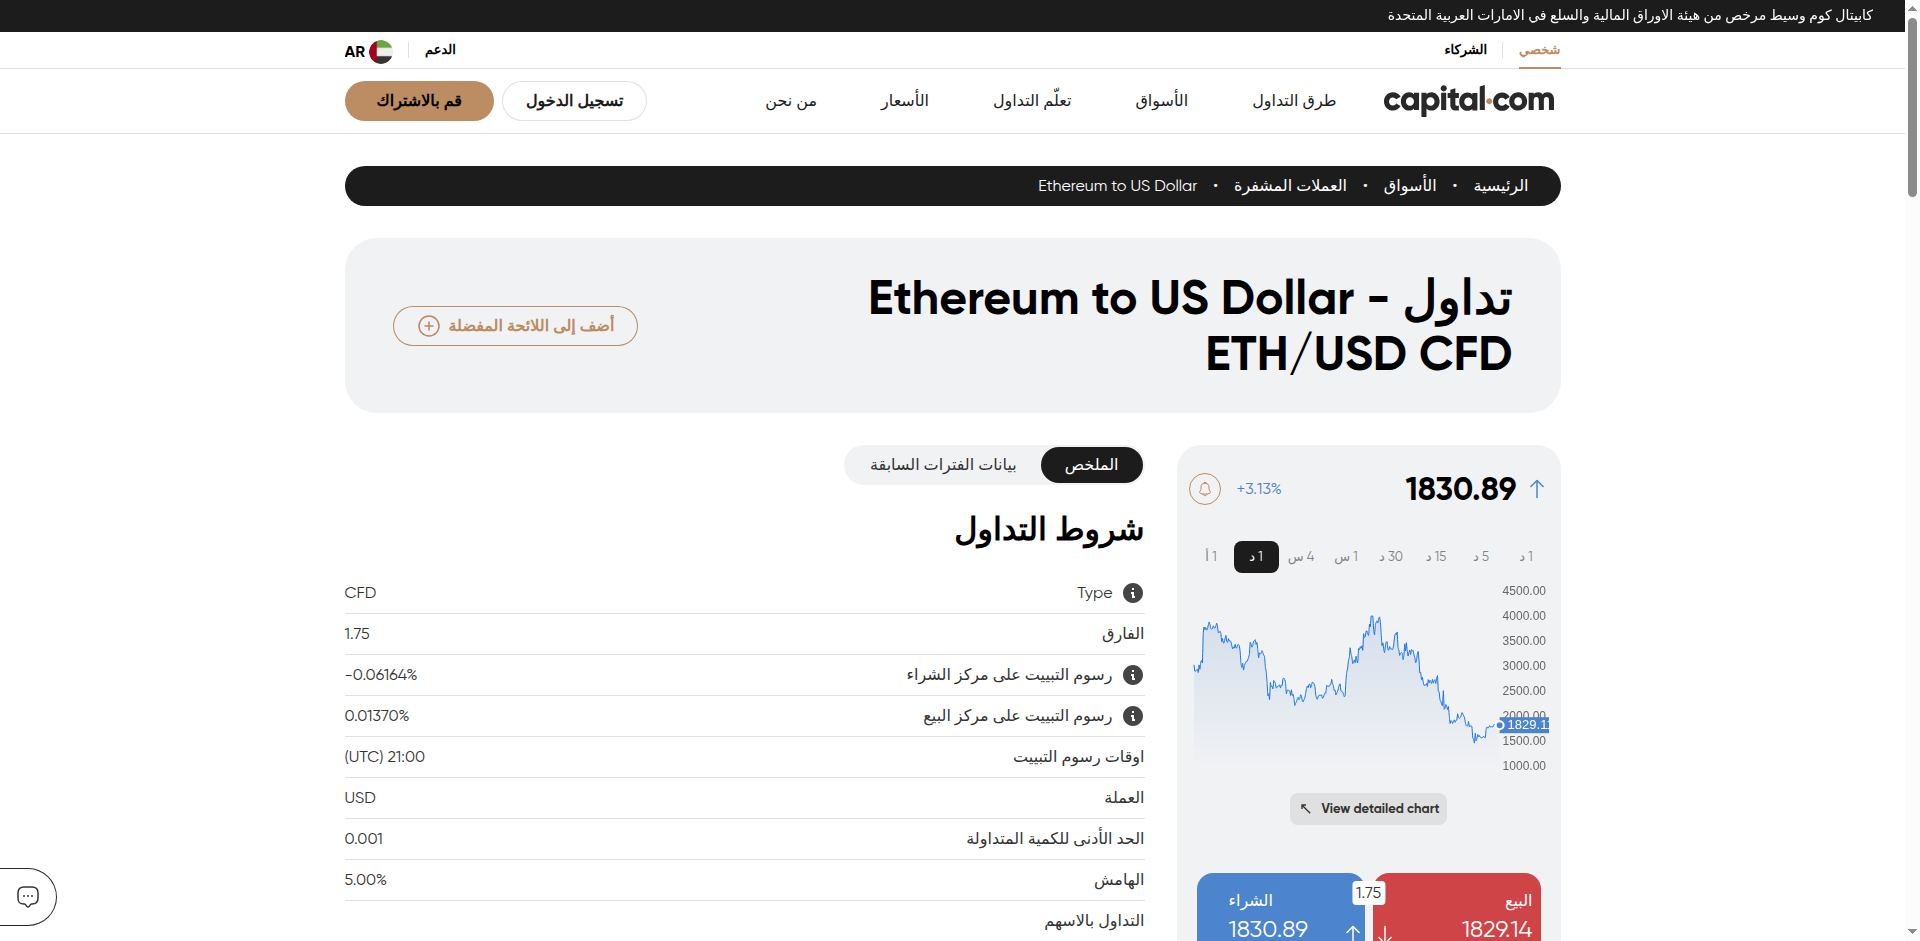 كابيتال كوم وسيط مرخص من هيئة الاوراق المالية والسلع في الامارات العربية المتحدة
شخصي
الشركاء
الدعم
AR
capital.com
طرق التداول
الأسواق
تعلّم التداول
الأسعار
من نحن
تسجيل الدخول
قم بالاشتراك
الرئيسية • الأسواق • العملات المشفرة • Ethereum to US Dollar
تداول Ethereum to US Dollar -
ETH/USD CFD
أضف إلى اللائحة المفضلة
1830.89
+3.13%
1 د
5 د
15 د
30 د
1 س
4 س
1 د
1 أ
4500.00
4000.00
3500.00
3000.00
2500.00
2000.00
1829.1
1500.00
1000.00
View detailed chart
البيع
1829.14
1.75
الشراء
1830.89
الملخص
بيانات الفترات السابقة
شروط التداول
Type
CFD
الفارق
1.75
رسوم التبييت على مركز الشراء
-0.06164%
رسوم التبييت على مركز البيع
0.01370%
اوقات رسوم التبييت
21:00 (UTC)
العملة
USD
الحد الأدنى للكمية المتداولة
0.001
الهامش
5.00%
التداول بالاسهم